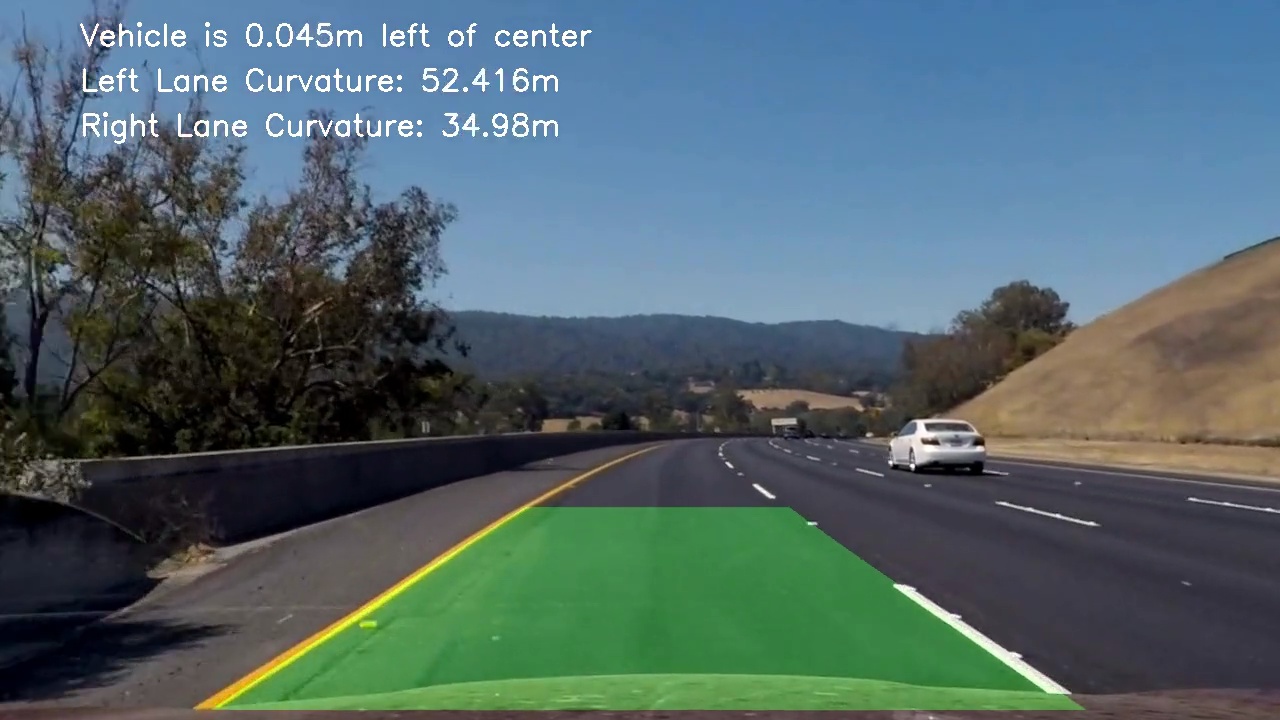 Vehicle is 0.045m left of center
Left Lane Curvature: 52.416m
Right Lane Curvature: 34.98m